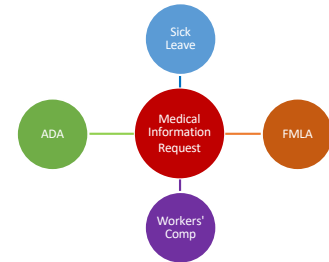 Sick
Leave
ADA
Medical
Information
Request
FMLA
Workers'
Comp